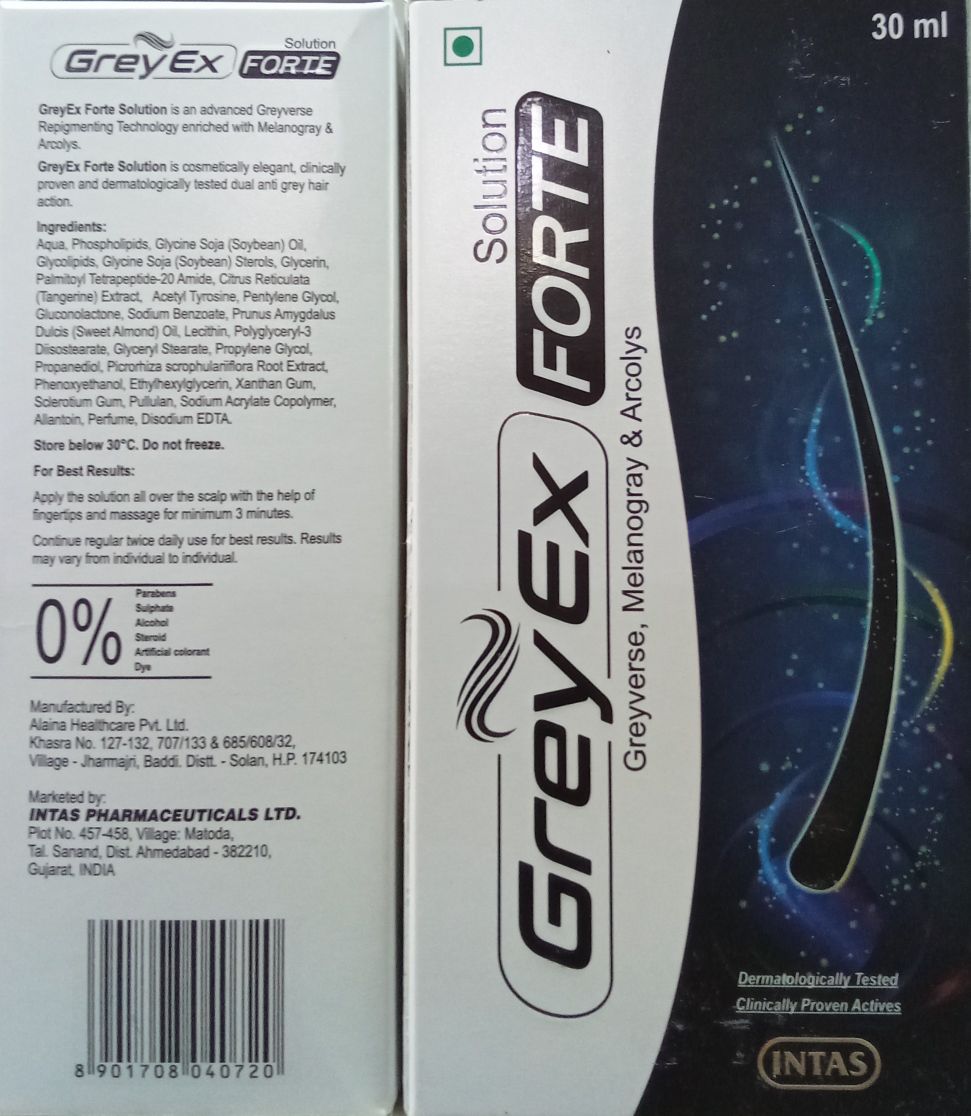 Solution
GreyEx FORTE
GreyEx Forte Solution is an advanced Greyverse
Repigmenting Technology enriched with Melanogray &
Arcolys.
GreyEx Forte Solution is cosmetically elegant, clinically
proven and dermatologically tested dual anti grey hair
action.
Ingredients:
Aqua, Phospholipids, Glycine Soja (Soybean) Oil,
Glycolipids, Glycine Soja (Soybean) Sterols, Glycerin,
Palmitoyl Tetrapeptide-20 Amide, Citrus Reticulata
(Tangerine) Extract, Acetyl Tyrosine, Pentylene Glycol,
Gluconolactone, Sodium Benzoate, Prunus Amygdalus
Dulcis (Sweet Almond) Oil, Lecithin, Polyglyceryl-3
Diisostearate, Glyceryl Stearate, Propylene Glycol,
Propanediol, Picrorhiza scrophulariiflora Root Extract,
Phenoxyethanol, Ethylhexylglycerin, Xanthan Gum,
Sclerotium Gum, Pullulan, Sodium Acrylate Copolymer,
Allantoin, Perfume, Disodium EDTA.
Store below 30°C. Do not freeze.
For Best Results:
Apply the solution all over the scalp with the help of
fingertips and massage for minimum 3 minutes.
Continue regular twice daily use for best results. Results
may vary from individual to individual.
0%
Parabens
Sulphate
Alcohol
Steroid
Artificial colorant
Dye
Manufactured By:
Alaina Healthcare Pvt. Ltd.
Khasra No. 127-132, 707/133 & 685/608/32,
Village - Jharmajri, Baddi. Distt. - Solan, H.P. 174103
Marketed by:
INTAS PHARMACEUTICALS LTD.
Plot No. 457-458, Village: Matoda,
Tal. Sanand, Dist. Ahmedabad - 382210,
Gujarat, INDIA
8 901708 040720
30 ml
Solution
GreyEx FORTE
Greyverse, Melanogray & Arcolys
Dermatologically Tested
Clinically Proven Actives
INTAS